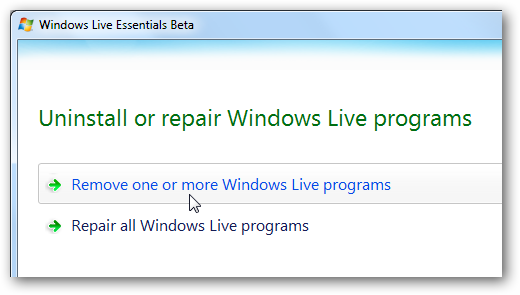 Windows Live Essentials Beta
Uninstall or repair Windows Live programs
Remove one or more Windows Live programs
Repair all Windows Live programs